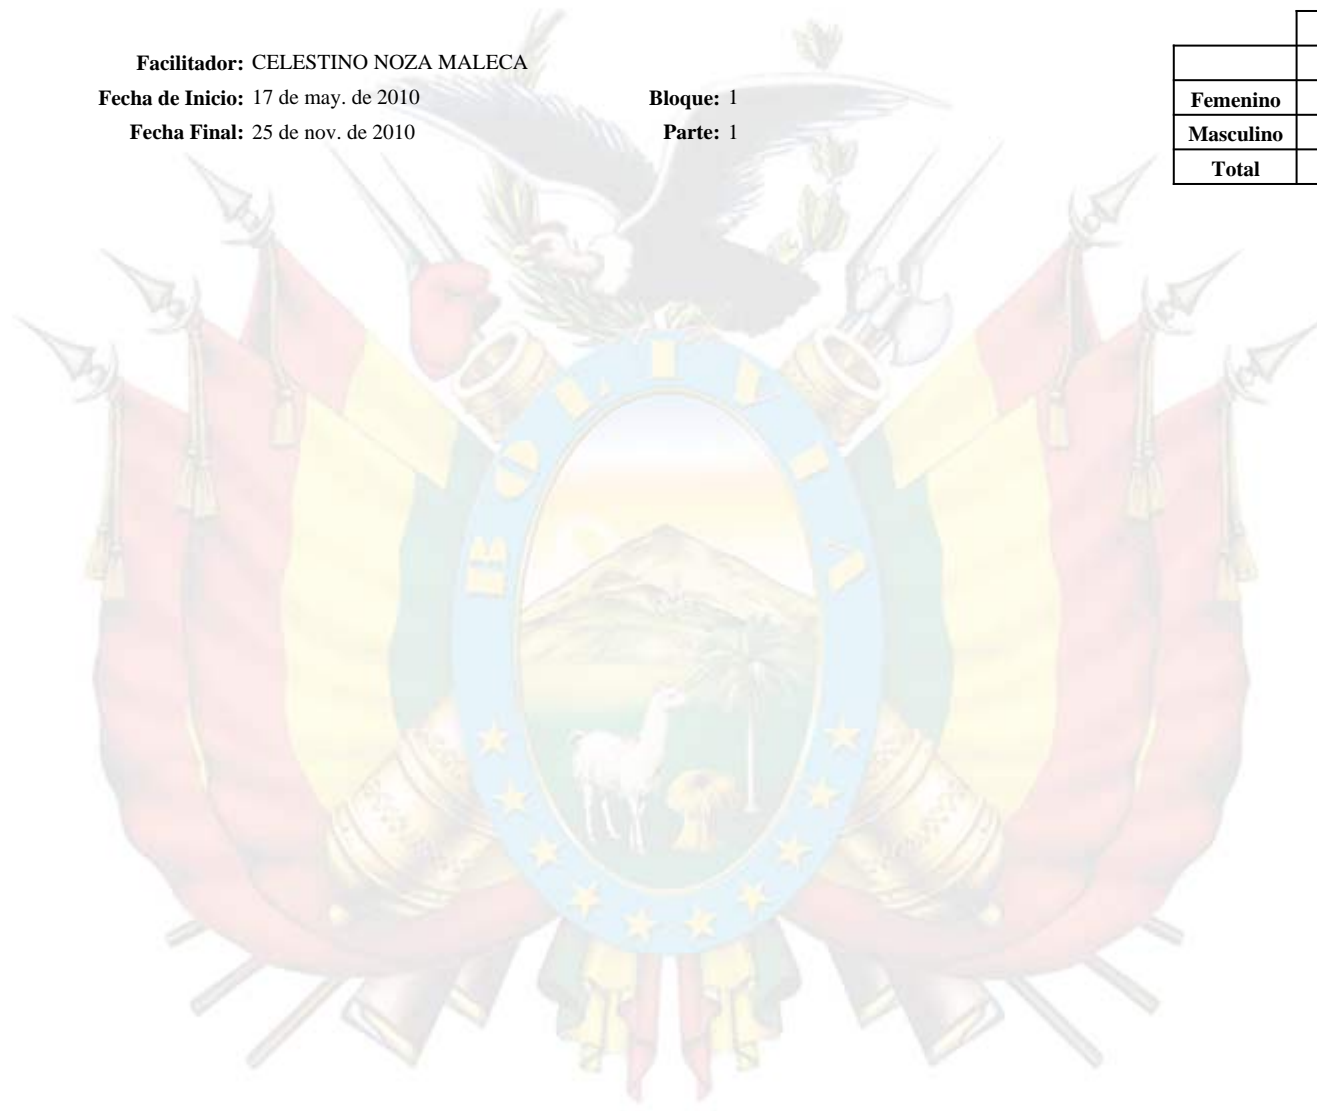 Facilitador: CELESTINO NOZA MALECA
Fecha de Inicio: 17 de may. de 2010 Bloque: 1
Fecha Final: 25 de nov. de 2010 Parte: 1
Femenino
Masculino
Total
BOLIVIA